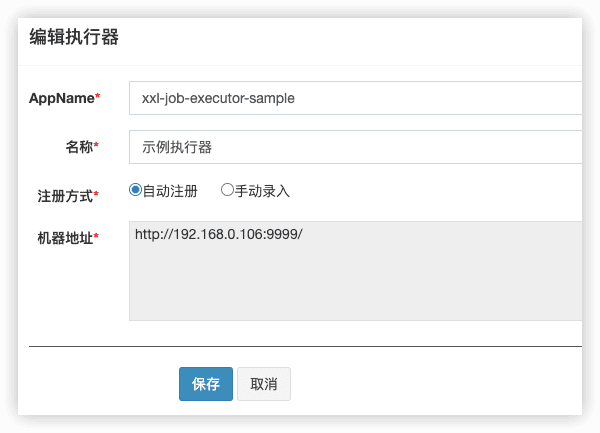 编辑执行器
AppName* xxl-job-executor-sample
名称* 示例执行器
注册方式* 自动注册 手动录入
机器地址* http://192.168.0.106:9999/
保存 取消